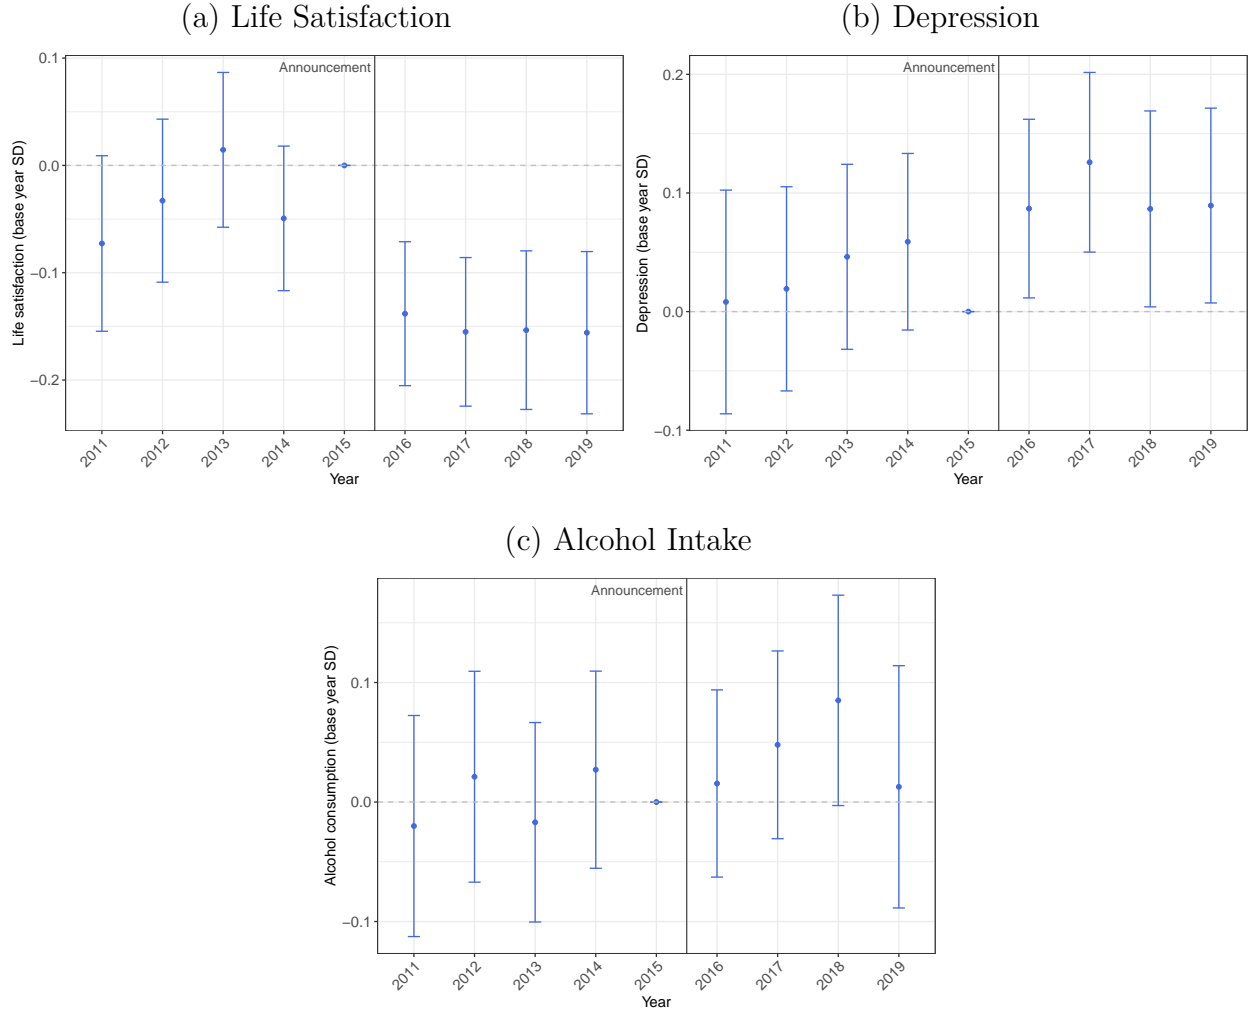 (a) Life Satisfaction
Life satisfaction (base year SD)
0.1
0.0
−0.1
−0.2
Announcement
2011 2012 2013 2014 2015 2016 2017 2018 2019
Year
(b) Depression
Depression (base year SD)
0.2
0.1
0.0
−0.1
Announcement
2011 2012 2013 2014 2015 2016 2017 2018 2019
Year
(c) Alcohol Intake
Alcohol consumption (base year SD)
0.1
0.0
−0.1
Announcement
2011 2012 2013 2014 2015 2016 2017 2018 2019
Year